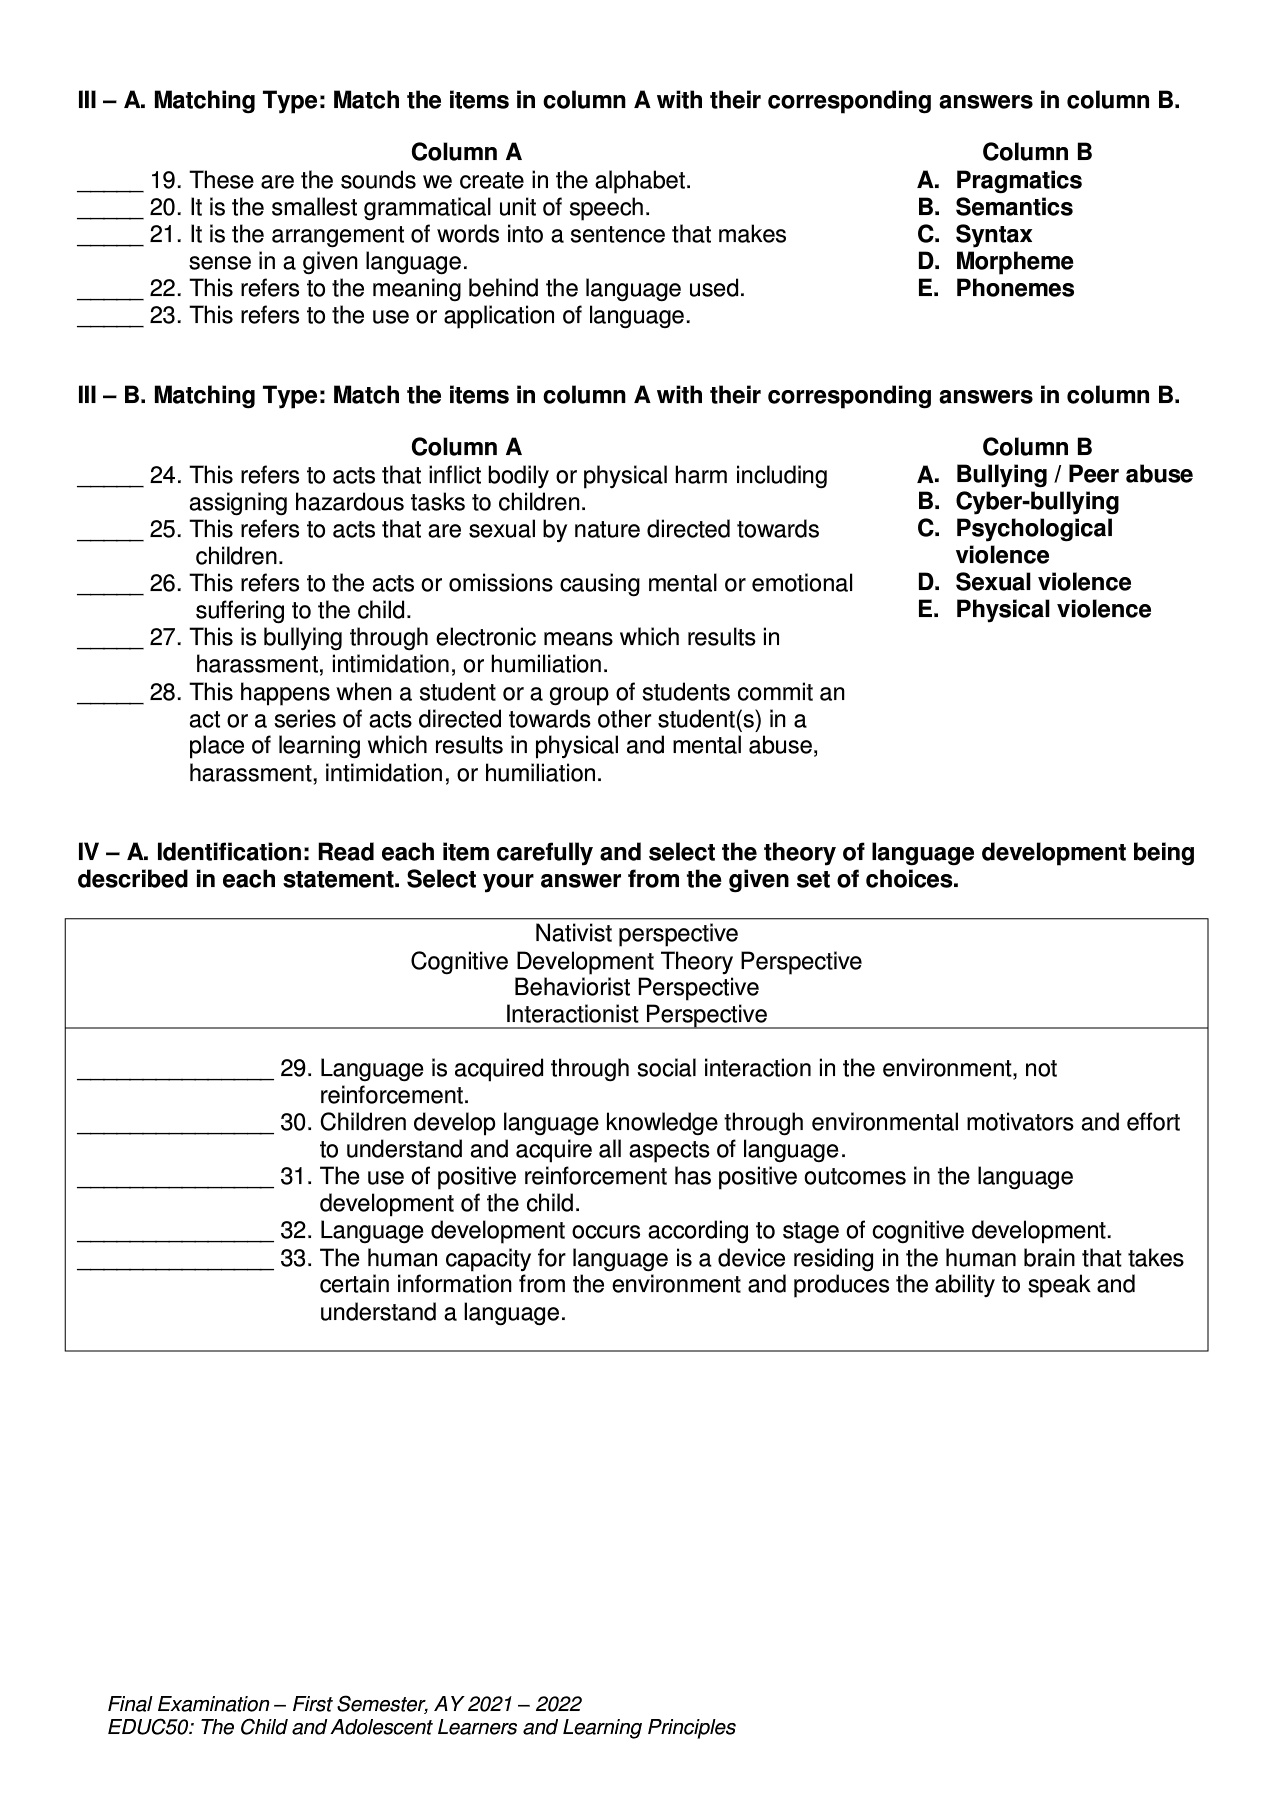 III – A. Matching Type: Match the items in column A with their corresponding answers in column B.
Column A
_____ 19. These are the sounds we create in the alphabet.
_____ 20. It is the smallest grammatical unit of speech.
_____ 21. It is the arrangement of words into a sentence that makes
sense in a given language.
_____ 22. This refers to the meaning behind the language used.
_____ 23. This refers to the use or application of language.
Column B
A. Pragmatics
B. Semantics
C. Syntax
D. Morpheme
E. Phonemes
III – B. Matching Type: Match the items in column A with their corresponding answers in column B.
Column A
_____ 24. This refers to acts that inflict bodily or physical harm including
assigning hazardous tasks to children.
_____ 25. This refers to acts that are sexual by nature directed towards
children.
_____ 26. This refers to the acts or omissions causing mental or emotional
suffering to the child.
_____ 27. This is bullying through electronic means which results in
harassment, intimidation, or humiliation.
_____ 28. This happens when a student or a group of students commit an
act or a series of acts directed towards other student(s) in a
place of learning which results in physical and mental abuse,
harassment, intimidation, or humiliation.
Column B
A. Bullying / Peer abuse
B. Cyber-bullying
C. Psychological
violence
D. Sexual violence
E. Physical violence
IV – A. Identification: Read each item carefully and select the theory of language development being
described in each statement. Select your answer from the given set of choices.
Nativist perspective
Cognitive Development Theory Perspective
Behaviorist Perspective
Interactionist Perspective
_______________ 29. Language is acquired through social interaction in the environment, not
reinforcement.
_______________ 30. Children develop language knowledge through environmental motivators and effort
to understand and acquire all aspects of language.
_______________ 31. The use of positive reinforcement has positive outcomes in the language
development of the child.
_______________ 32. Language development occurs according to stage of cognitive development.
_______________ 33. The human capacity for language is a device residing in the human brain that takes
certain information from the environment and produces the ability to speak and
understand a language.
Final Examination – First Semester, AY 2021 – 2022
EDUC50: The Child and Adolescent Learners and Learning Principles